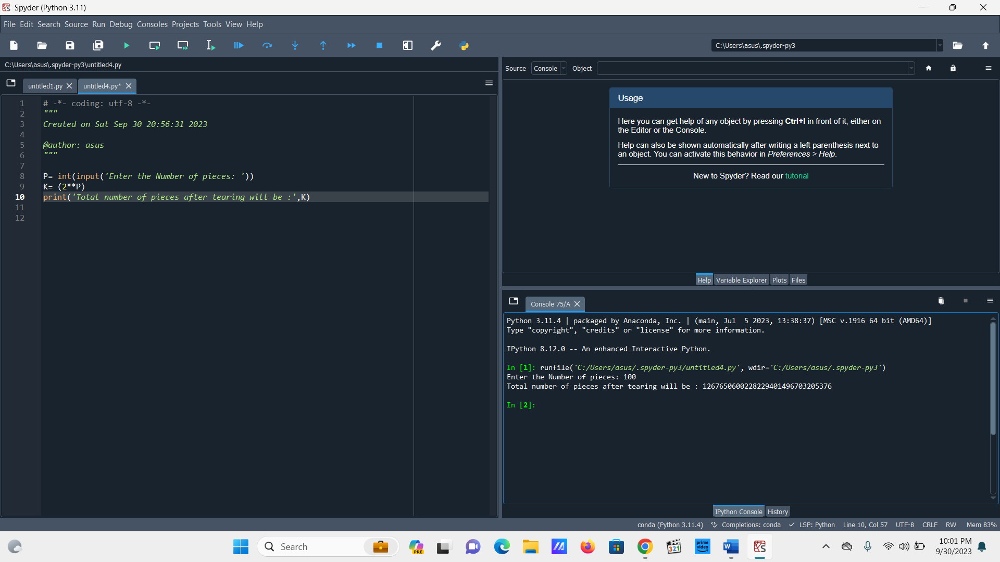 Spyder (Python 3.11)
File Edit Search Source Run Debug Consoles Projects Tools View Help
C:\Users\asus\.spyder-py3
C:\Users\asus\.spyder-py3\untitled4.py
untitled1.py
untitled4.py*
1 # -*- coding: utf-8 -*-
2 """
3 Created on Sat Sep 30 20:56:31 2023
4
5 @author: asus
6 """
7
8 P= int(input('Enter the Number of pieces: '))
9 K= (2**P)
10 print('Total number of pieces after tearing will be :',K)
11
12
Source Console Object
Usage
Here you can get help of any object by pressing Ctrl+I in front of it, either on
the Editor or the Console.
Help can also be shown automatically after writing a left parenthesis next to
an object. You can activate this behavior in Preferences > Help.
New to Spyder? Read our tutorial
Help Variable Explorer Plots Files
Console 75/A
Python 3.11.4 | packaged by Anaconda, Inc. | (main, Jul  5 2023, 13:38:37) [MSC v.1916 64 bit (AMD64)]
Type "copyright", "credits" or "license" for more information.
IPython 8.12.0 -- An enhanced Interactive Python.
In [1]: runfile('C:/Users/asus/.spyder-py3/untitled4.py', wdir='C:/Users/asus/.spyder-py3')
Enter the Number of pieces: 100
Total number of pieces after tearing will be : 1267650600228229401496703205376
In [2]:
IPython Console History
conda (Python 3.11.4) Completions: conda LSP: Python Line 10, Col 57 UTF-8 CRLF RW Mem 83%
Search
PRE
321
prime video
10:01 PM
9/30/2023